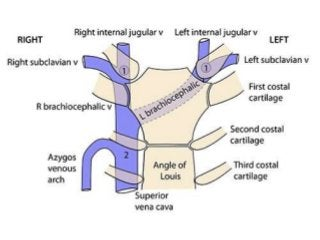 Right internal jugular v
Left internal jugular v
RIGHT
LEFT
Right subclavian v
Left subclavian v
1
1
First costal
cartilage
L brachiocephalic
R brachiocephalic v
Second costal
cartilage
Azygos
venous
arch
2
Angle of
Louis
Third costal
cartilage
Superior
vena cava